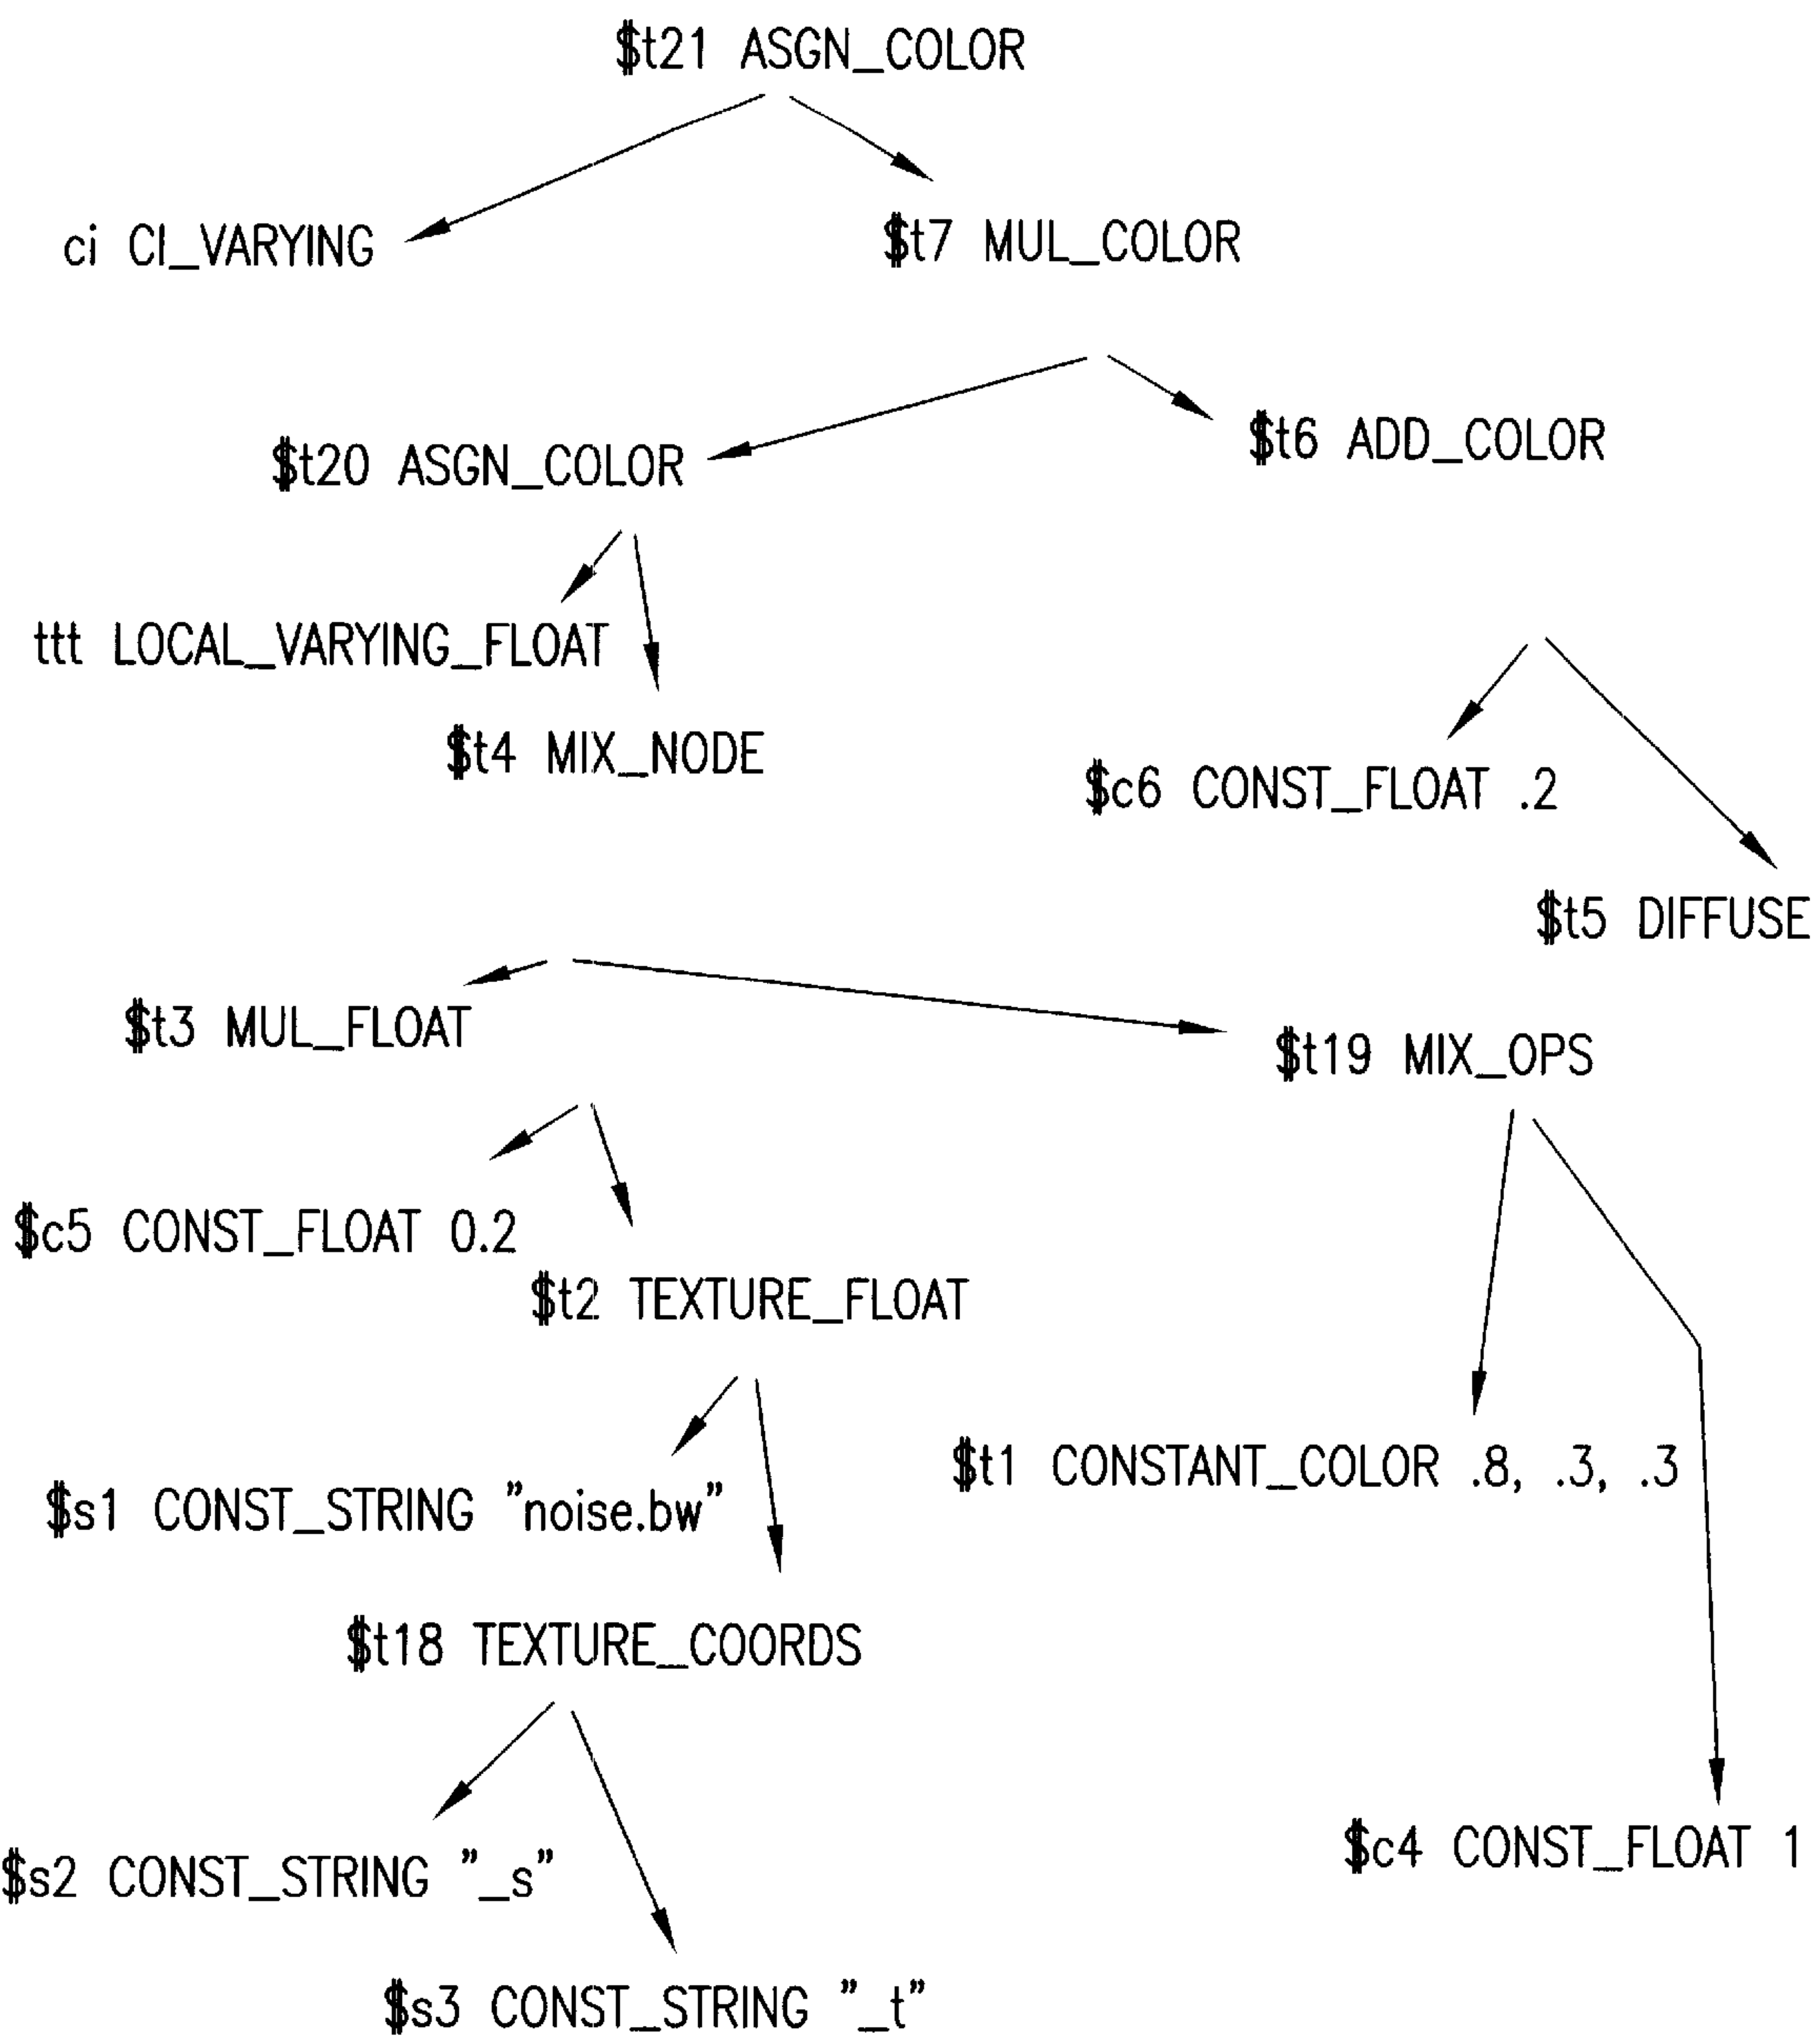 $t21 ASGN_COLOR
ci CI_VARYING
$t7 MUL_COLOR
$t20 ASGN_COLOR
$t6 ADD_COLOR
ttt LOCAL_VARYING_FLOAT
$t4 MIX_NODE
$c6 CONST_FLOAT .2
$t5 DIFFUSE
$t3 MUL_FLOAT
$t19 MIX_OPS
$c5 CONST_FLOAT 0.2
$t2 TEXTURE_FLOAT
$t1 CONSTANT_COLOR .8, .3, .3
$s1 CONST_STRING "noise.bw"
$t18 TEXTURE_COORDS
$c4 CONST_FLOAT 1
$s2 CONST_STRING "_s"
$s3 CONST_STRING "_t"